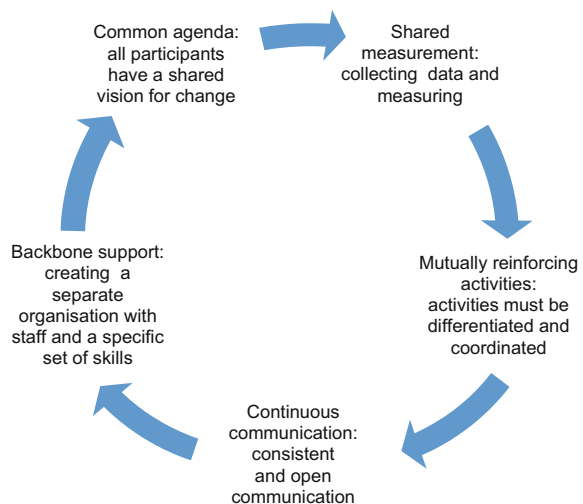 Common agenda:
all participants
have a shared
vision for change
Shared
measurement:
collecting data and
measuring
Mutually reinforcing
activities:
activities must be
differentiated and
coordinated
Continuous
communication:
consistent
and open
communication
Backbone support:
creating a
separate
organisation with
staff and a specific
set of skills